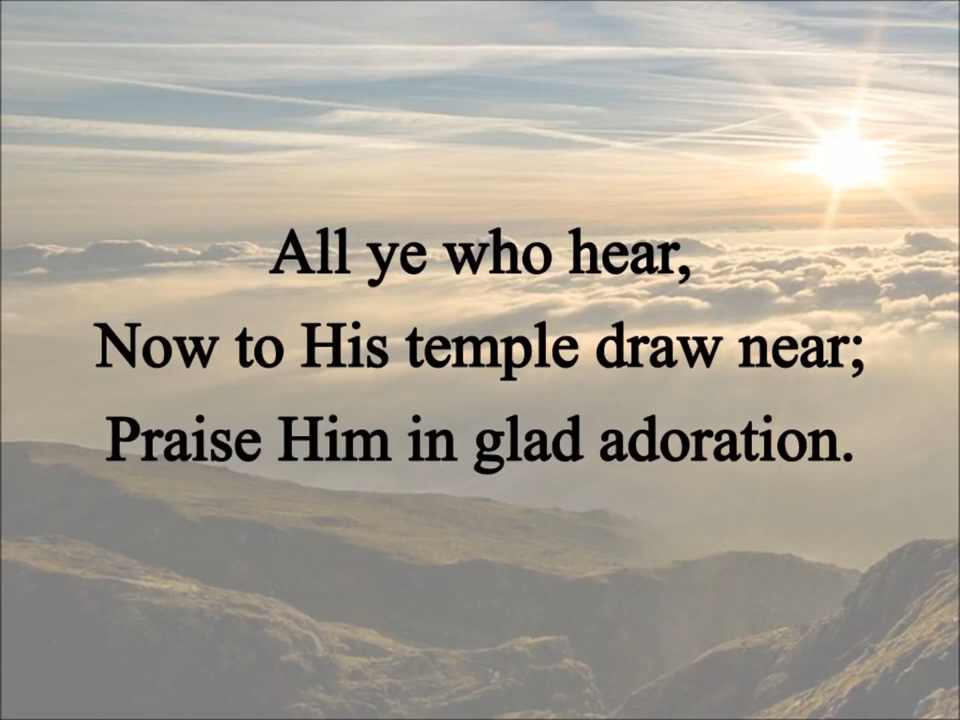 All ye who hear,
Now to His temple draw near;
Praise Him in glad adoration.